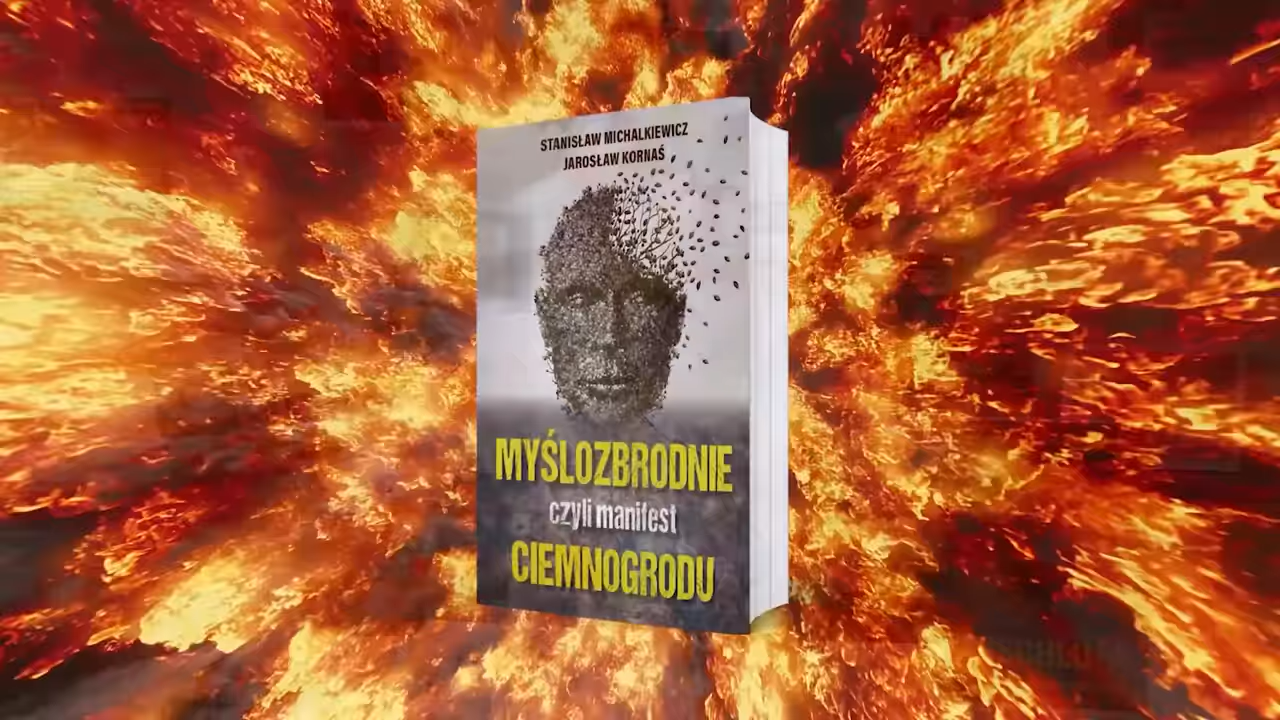 STANISŁAW MICHALKIEWICZ
JAROSŁAW KORNAŚ
MYŚLOZBRODNIE
czyli manifest
CIEMNOGRODU